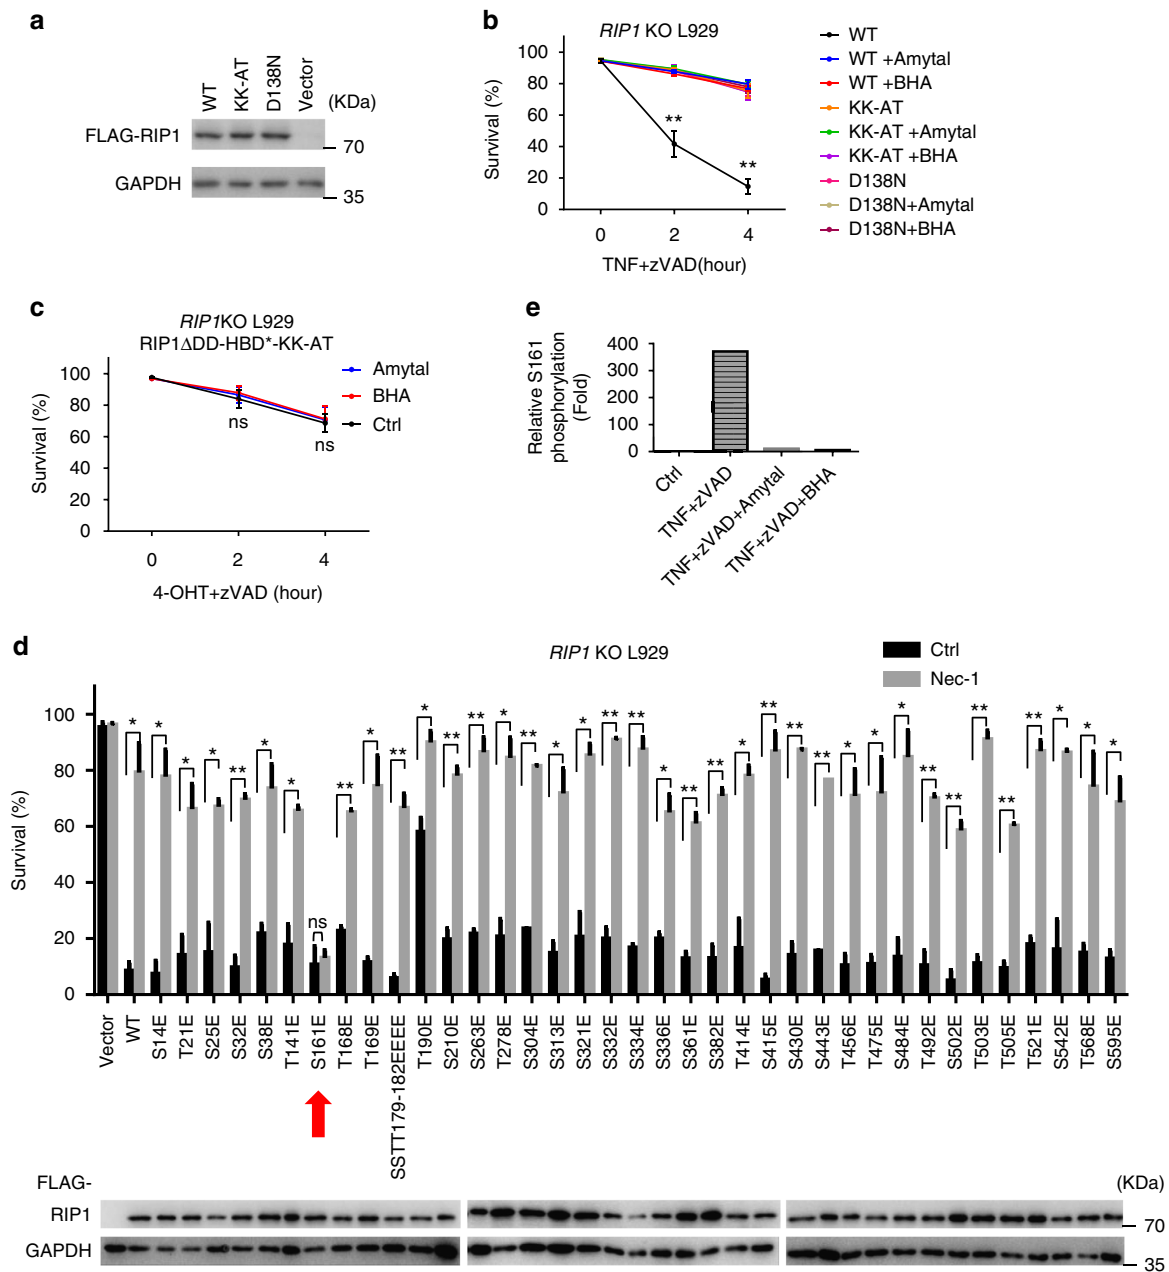 a
WT
KK-AT
D138N
Vector
(KDa)
FLAG-RIP1
70
GAPDH
35
b
RIP1 KO L929
Survival (%)
100
80
60
40
20
0
**
**
0 2 4
TNF+zVAD(hour)
WT
WT +Amytal
WT +BHA
KK-AT
KK-AT +Amytal
KK-AT +BHA
D138N
D138N+Amytal
D138N+BHA
c
RIP1KO L929
RIP1ΔDD-HBD*-KK-AT
Survival (%)
100
80
60
40
20
0
ns
ns
Amytal
BHA
Ctrl
0 2 4
4-OHT+zVAD (hour)
e
Relative S161
phosphorylation
(Fold)
400
300
200
100
0
Ctrl
TNF+zVAD
TNF+zVAD+Amytal
TNF+zVAD+BHA
d
RIP1 KO L929
Ctrl
Nec-1
Survival (%)
100
80
60
40
20
0
* * * * ** * * ns ** * ** * ** ** * ** * * ** ** * ** ** * ** ** ** * * * ** ** ** ** ** * * *
Vector
WT
S14E
T21E
S25E
S32E
S38E
T141E
S161E
T168E
T169E
SSTT179-182EEEE
T190E
S210E
S263E
T278E
S304E
S313E
S321E
S332E
S334E
S336E
S361E
S382E
T414E
S415E
S430E
S443E
T456E
T475E
S484E
T492E
S502E
T503E
T505E
T521E
S542E
T568E
S595E
FLAG-
(KDa)
RIP1
70
GAPDH
35